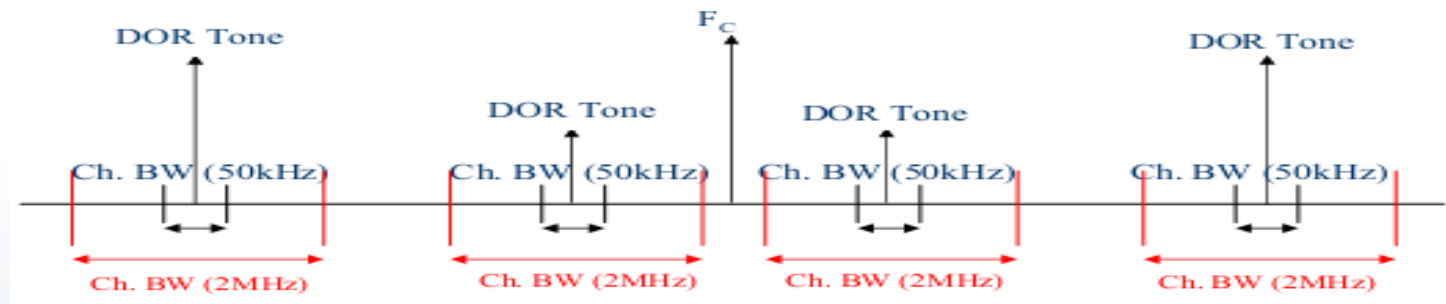 F_C
DOR Tone
DOR Tone
DOR Tone
DOR Tone
Ch. BW (50kHz)
Ch. BW (50kHz)
Ch. BW (50kHz)
Ch. BW (50kHz)
Ch. BW (2MHz)
Ch. BW (2MHz)
Ch. BW (2MHz)
Ch. BW (2MHz)